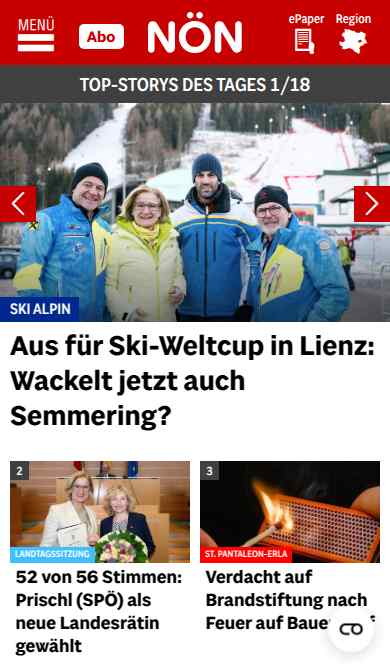 MENÜ
Abo
NÖN
ePaper
Region
TOP-STORYS DES TAGES 1/18
SKI ALPIN
Aus für Ski-Weltcup in Lienz:
Wackelt jetzt auch
Semmering?
2
LANDTAGSSITZUNG
52 von 56 Stimmen:
Prischl (SPÖ) als
neue Landesrätin
gewählt
3
ST. PANTALEON-ERLA
Verdacht auf
Brandstiftung nach
Feuer auf